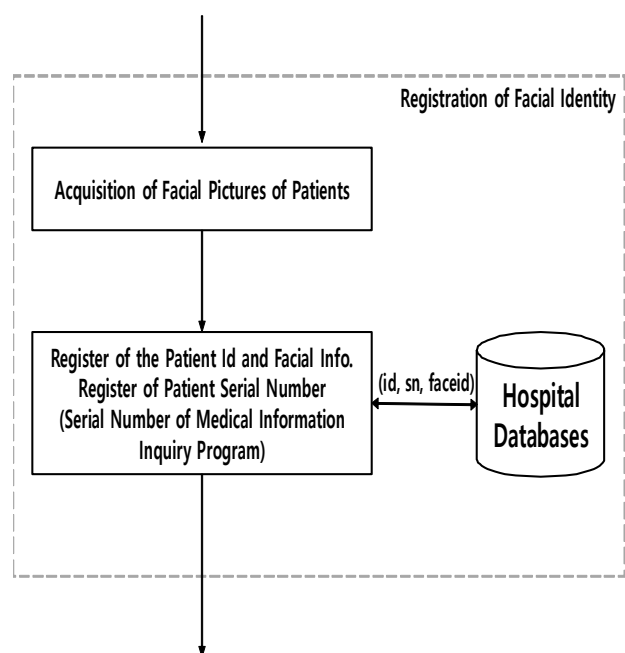 Registration of Facial Identity
Acquisition of Facial Pictures of Patients
Register of the Patient Id and Facial Info.
Register of Patient Serial Number
(Serial Number of Medical Information
Inquiry Program)
(id, sn, faceid)
Hospital
Databases